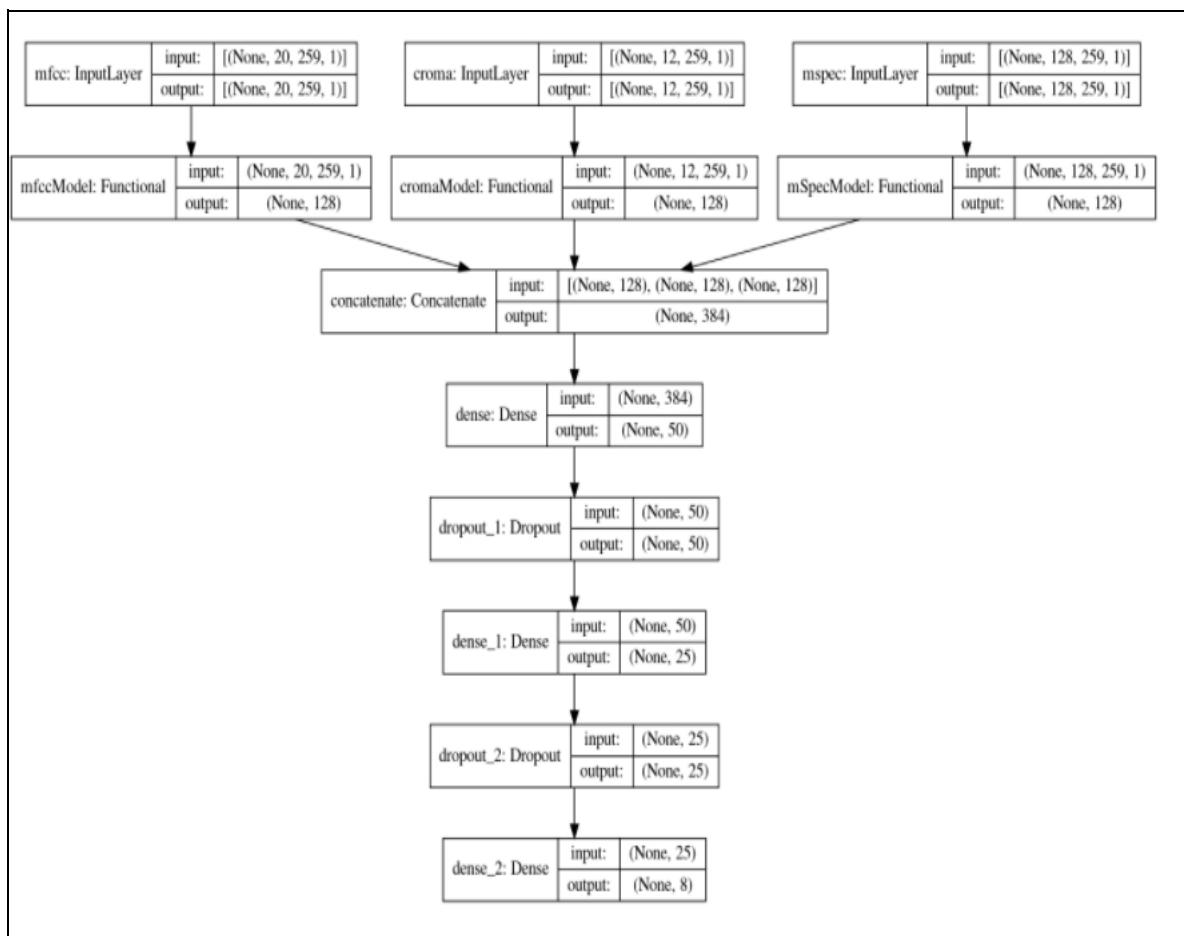 mfcc: InputLayer
input: [(None, 20, 259, 1)]
output: [(None, 20, 259, 1)]
croma: InputLayer
input: [(None, 12, 259, 1)]
output: [(None, 12, 259, 1)]
mspec: InputLayer
input: [(None, 128, 259, 1)]
output: [(None, 128, 259, 1)]
mfccModel: Functional
input: (None, 20, 259, 1)
output: (None, 128)
cromaModel: Functional
input: (None, 12, 259, 1)
output: (None, 128)
mSpecModel: Functional
input: (None, 128, 259, 1)
output: (None, 128)
concatenate: Concatenate
input: [(None, 128), (None, 128), (None, 128)]
output: (None, 384)
dense: Dense
input: (None, 384)
output: (None, 50)
dropout_1: Dropout
input: (None, 50)
output: (None, 50)
dense_1: Dense
input: (None, 50)
output: (None, 25)
dropout_2: Dropout
input: (None, 25)
output: (None, 25)
dense_2: Dense
input: (None, 25)
output: (None, 8)